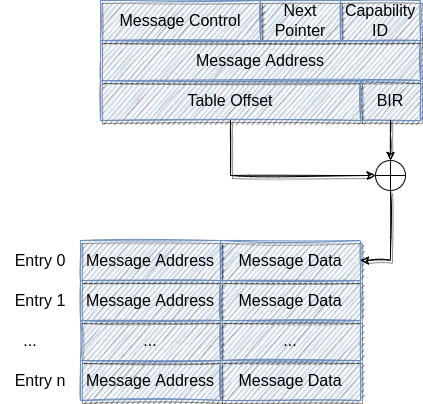 Message Control Next Pointer Capability ID
Message Address
Table Offset BIR
Entry 0 Message Address Message Data
Entry 1 Message Address Message Data
... ... ...
Entry n Message Address Message Data